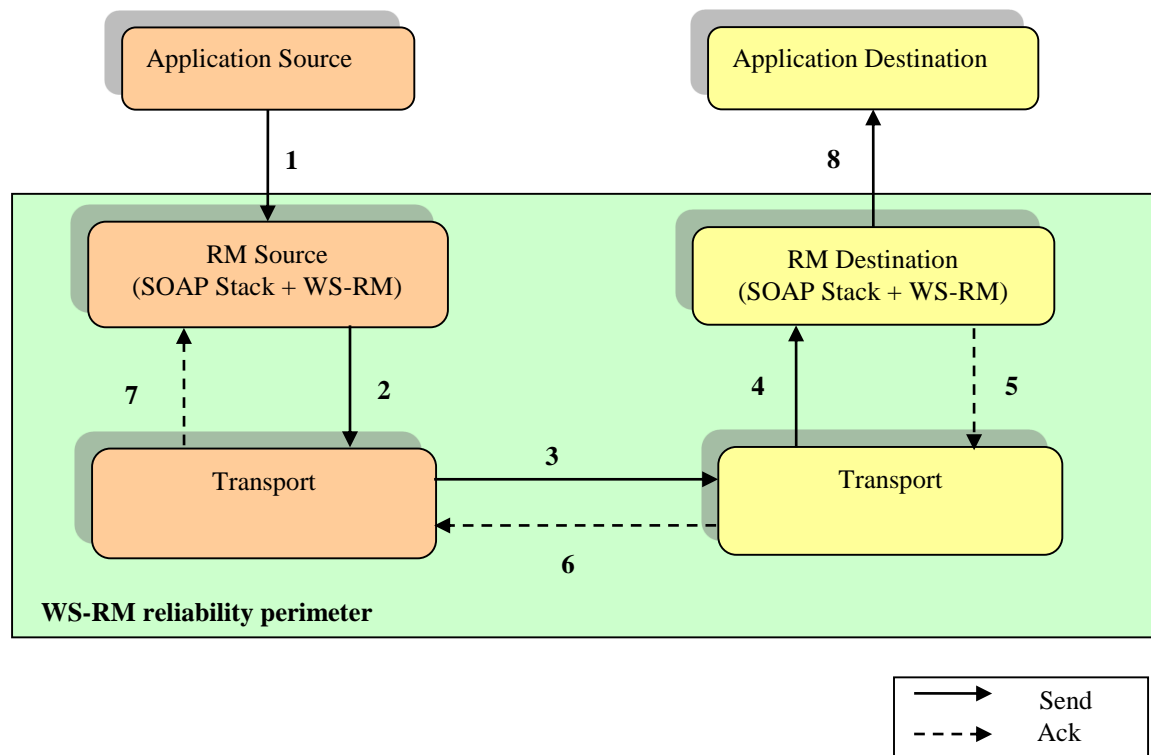 Application Source
Application Destination
1
8
RM Source
(SOAP Stack + WS-RM)
RM Destination
(SOAP Stack + WS-RM)
7
2
4
5
Transport
3
Transport
6
WS-RM reliability perimeter
Send
Ack